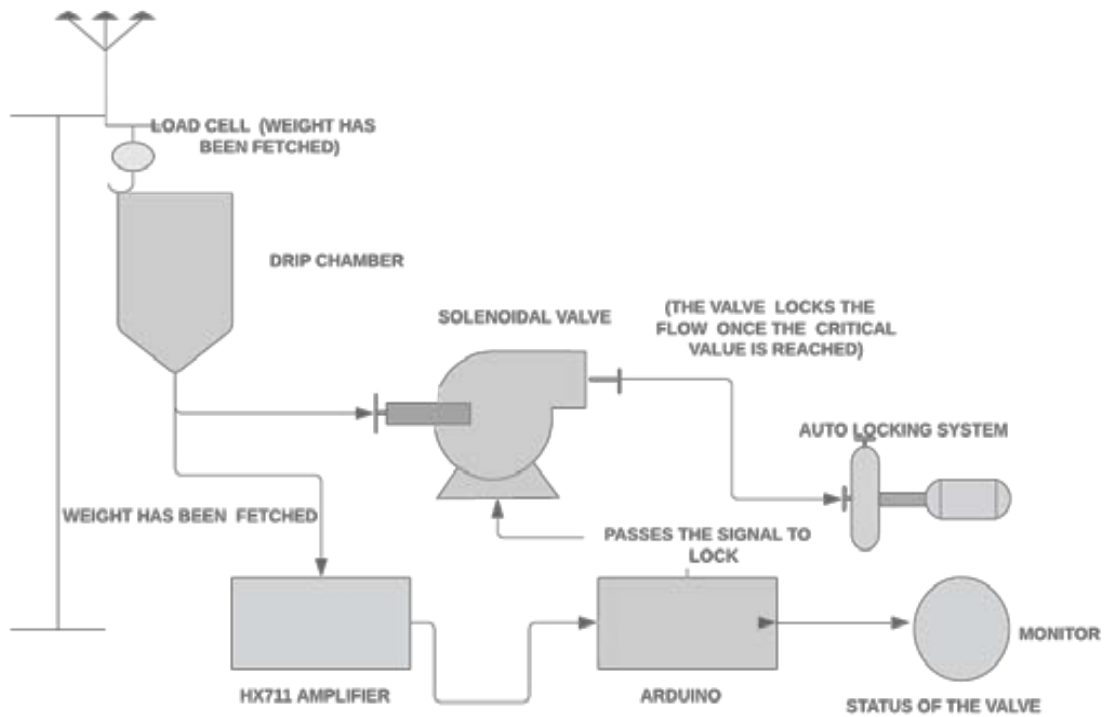 LOAD CELL (WEIGHT HAS
BEEN FETCHED)
DRIP CHAMBER
SOLENOIDAL VALVE
(THE VALVE LOCKS THE
FLOW ONCE THE CRITICAL
VALUE IS REACHED)
AUTO LOCKING SYSTEM
WEIGHT HAS BEEN FETCHED
PASSES THE SIGNAL TO
LOCK
MONITOR
HX711 AMPLIFIER
ARDUINO
STATUS OF THE VALVE